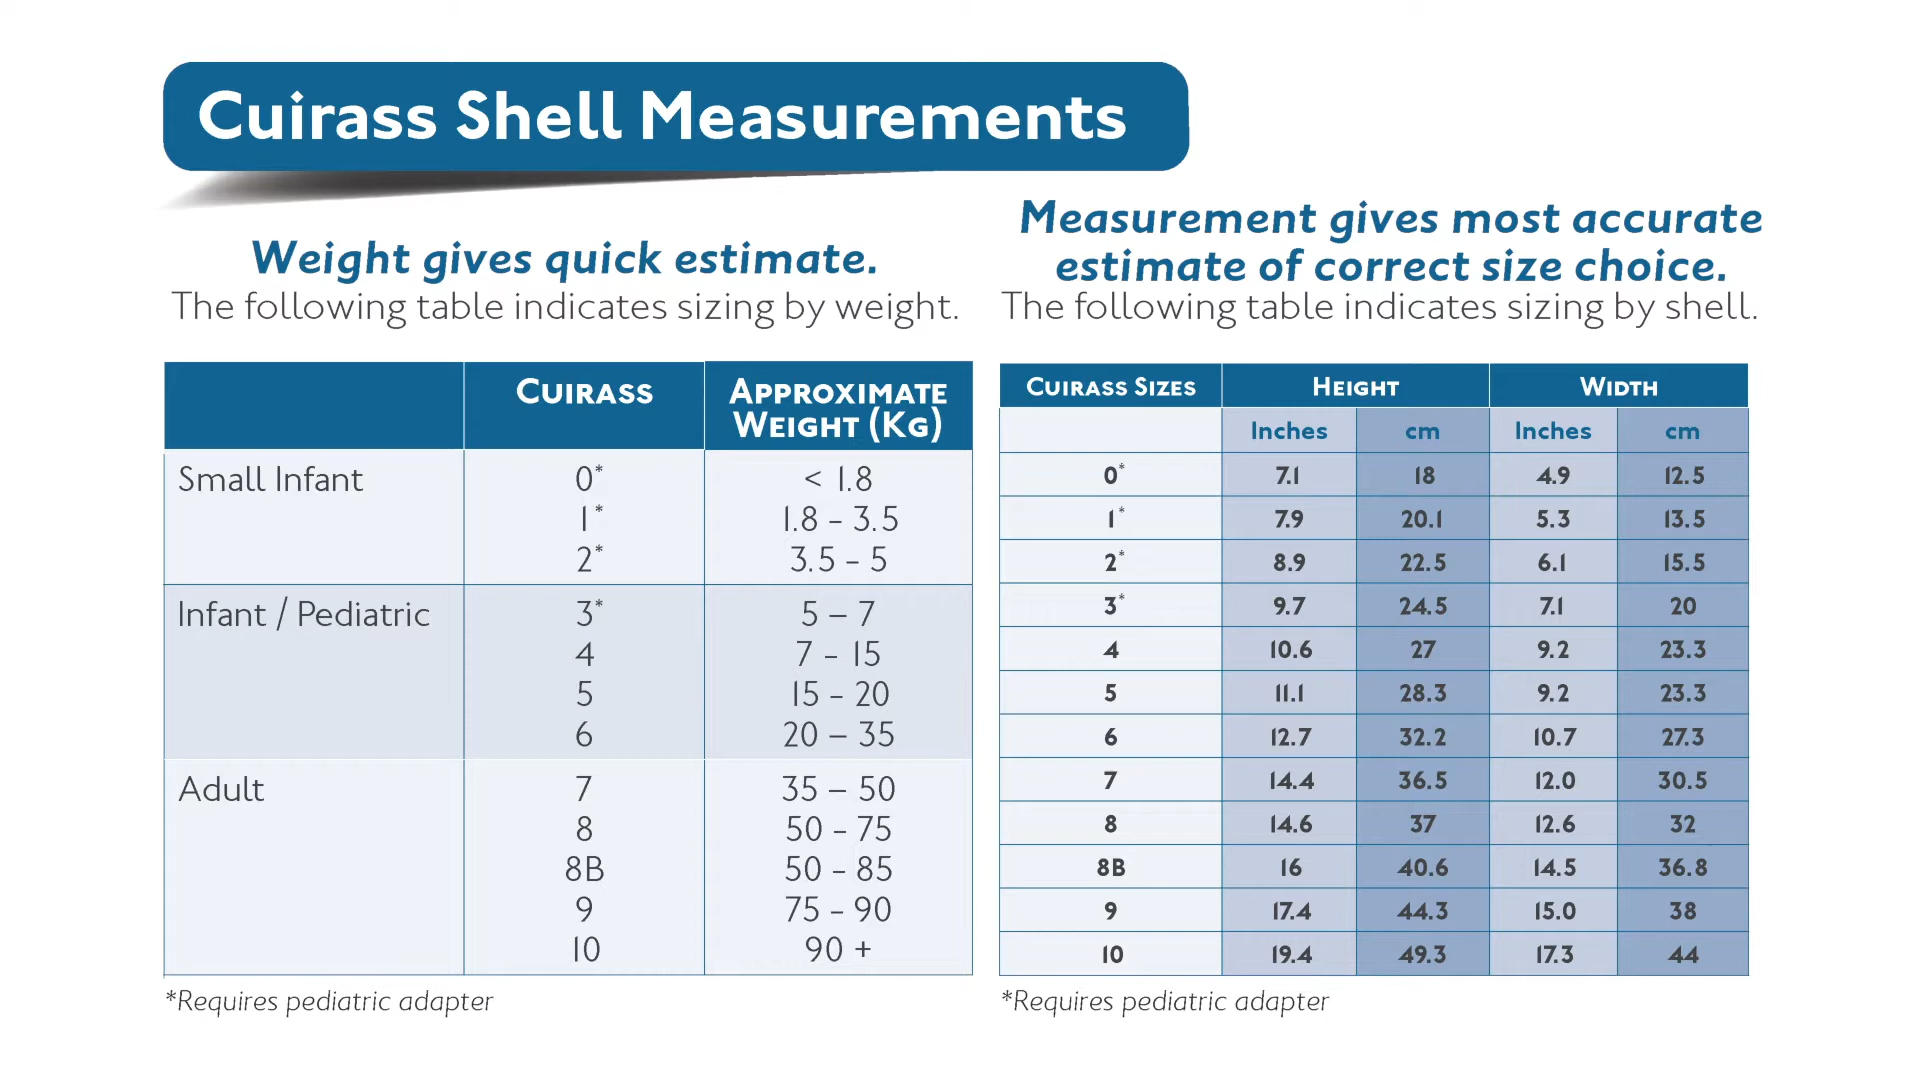 Cuirass Shell Measurements
Weight gives quick estimate.
The following table indicates sizing by weight.
Cuirass Approximate
Weight (Kg)
Small Infant 0* < 1.8
1* 1.8 - 3.5
2* 3.5 - 5
Infant / Pediatric 3* 5 – 7
4 7 - 15
5 15 - 20
6 20 – 35
Adult 7 35 – 50
8 50 - 75
8B 50 - 85
9 75 - 90
10 90 +
*Requires pediatric adapter
Measurement gives most accurate
estimate of correct size choice.
The following table indicates sizing by shell.
Cuirass Sizes Height Width
Inches cm Inches cm
0* 7.1 18 4.9 12.5
1* 7.9 20.1 5.3 13.5
2* 8.9 22.5 6.1 15.5
3* 9.7 24.5 7.1 20
4 10.6 27 9.2 23.3
5 11.1 28.3 9.2 23.3
6 12.7 32.2 10.7 27.3
7 14.4 36.5 12.0 30.5
8 14.6 37 12.6 32
8B 16 40.6 14.5 36.8
9 17.4 44.3 15.0 38
10 19.4 49.3 17.3 44
*Requires pediatric adapter